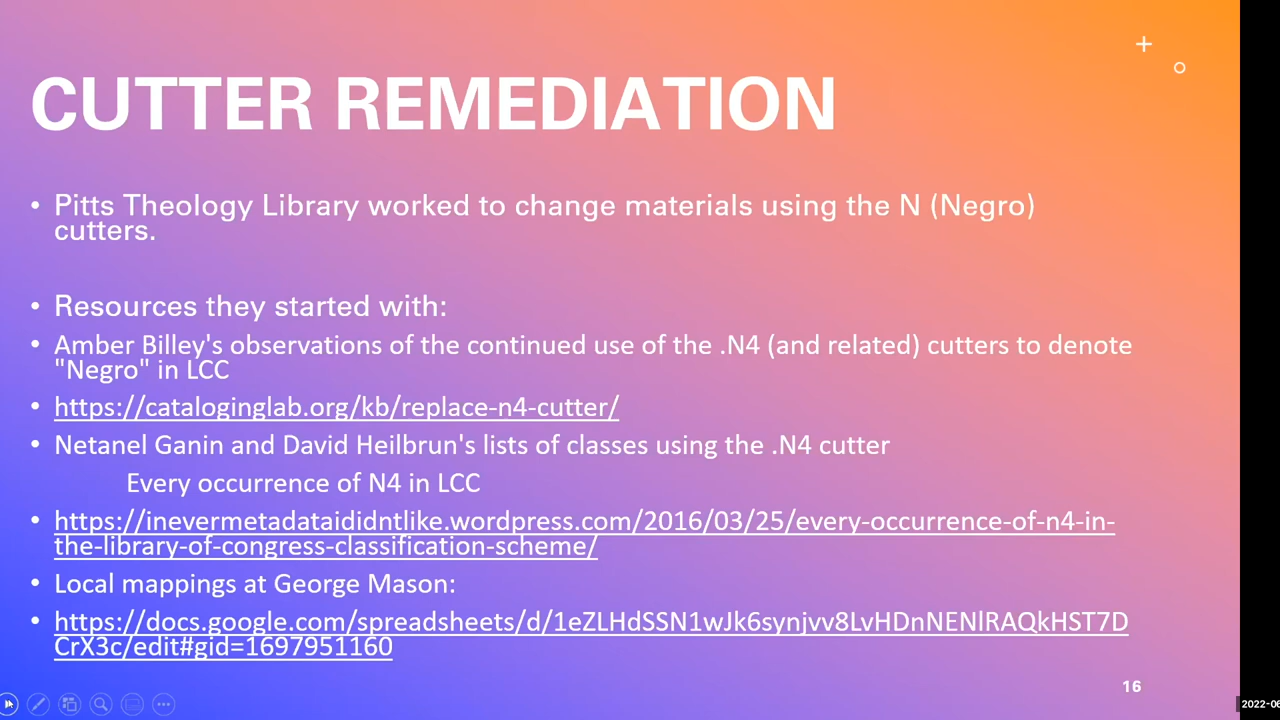 CUTTER REMEDIATION
• Pitts Theology Library worked to change materials using the N (Negro)
cutters.
• Resources they started with:
• Amber Billey's observations of the continued use of the .N4 (and related) cutters to denote
"Negro" in LCC
• https://cataloginglab.org/kb/replace-n4-cutter/
• Netanel Ganin and David Heilbrun's lists of classes using the .N4 cutter
Every occurrence of N4 in LCC
• https://inevermetadataididntlike.wordpress.com/2016/03/25/every-occurrence-of-n4-in-
the-library-of-congress-classification-scheme/
• Local mappings at George Mason:
• https://docs.google.com/spreadsheets/d/1eZLHdSSN1wJk6synjvv8LvHDnNENlRAQkHST7D
CrX3c/edit#gid=1697951160
16
2022-06